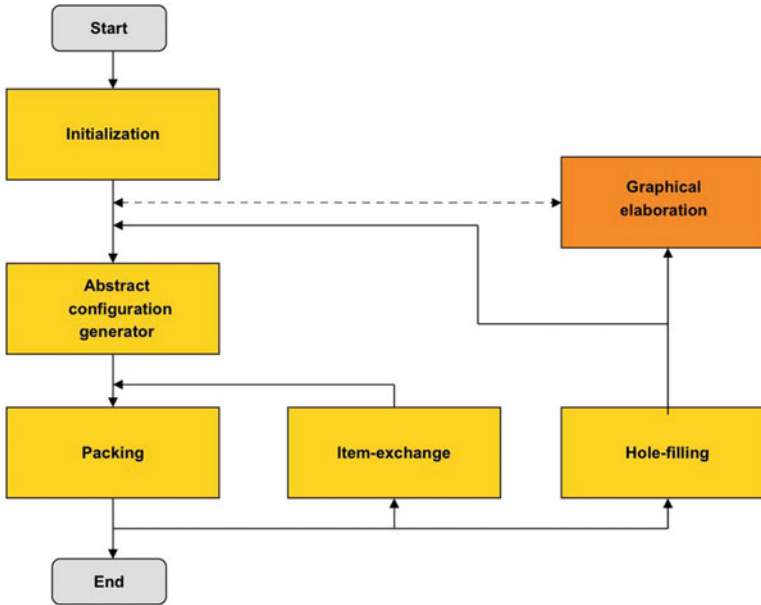 Start
Initialization
Graphical
elaboration
Abstract
configuration
generator
Packing
Item-exchange
Hole-filling
End